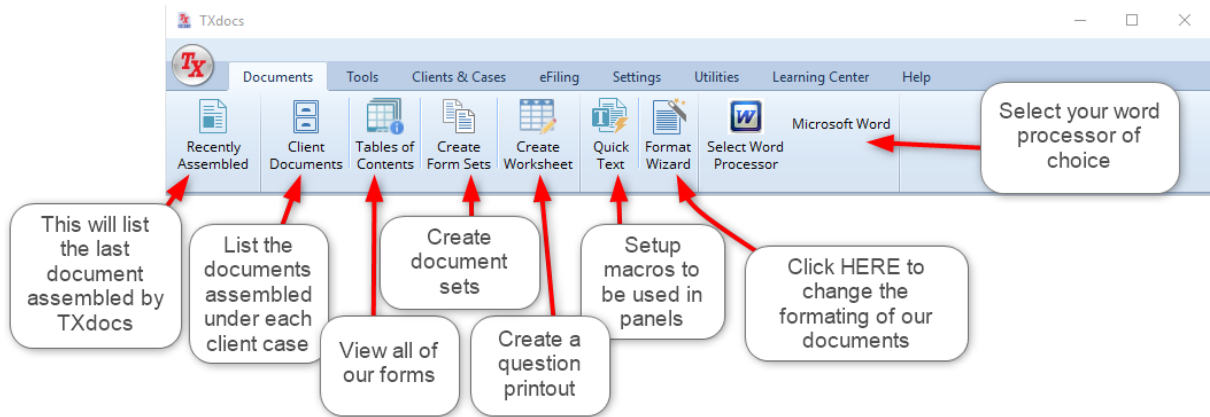 TXdocs
TX
Documents Tools Clients & Cases eFiling Settings Utilities Learning Center Help
Recently
Assembled
Client
Documents
Tables of
Contents
Create
Form Sets
Create
Worksheet
Quick
Text
Format
Wizard
W
Select Word
Processor
Microsoft Word
Select your word
processor of
choice
This will list
the last
document
assembled by
TXdocs
List the
documents
assembled
under each
client case
View all of
our forms
Create
document
sets
Create a
question
printout
Setup
macros to
be used in
panels
Click HERE to
change the
formating of our
documents